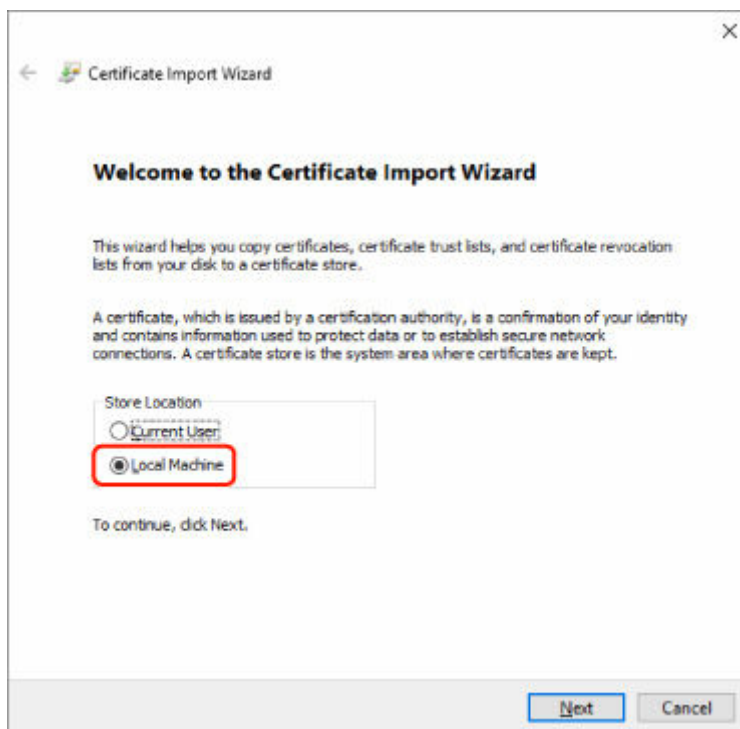 Certificate Import Wizard
Welcome to the Certificate Import Wizard
This wizard helps you copy certificates, certificate trust lists, and certificate revocation
lists from your disk to a certificate store.
A certificate, which is issued by a certification authority, is a confirmation of your identity
and contains information used to protect data or to establish secure network
connections. A certificate store is the system area where certificates are kept.
Store Location
Current User
Local Machine
To continue, click Next.
Next
Cancel